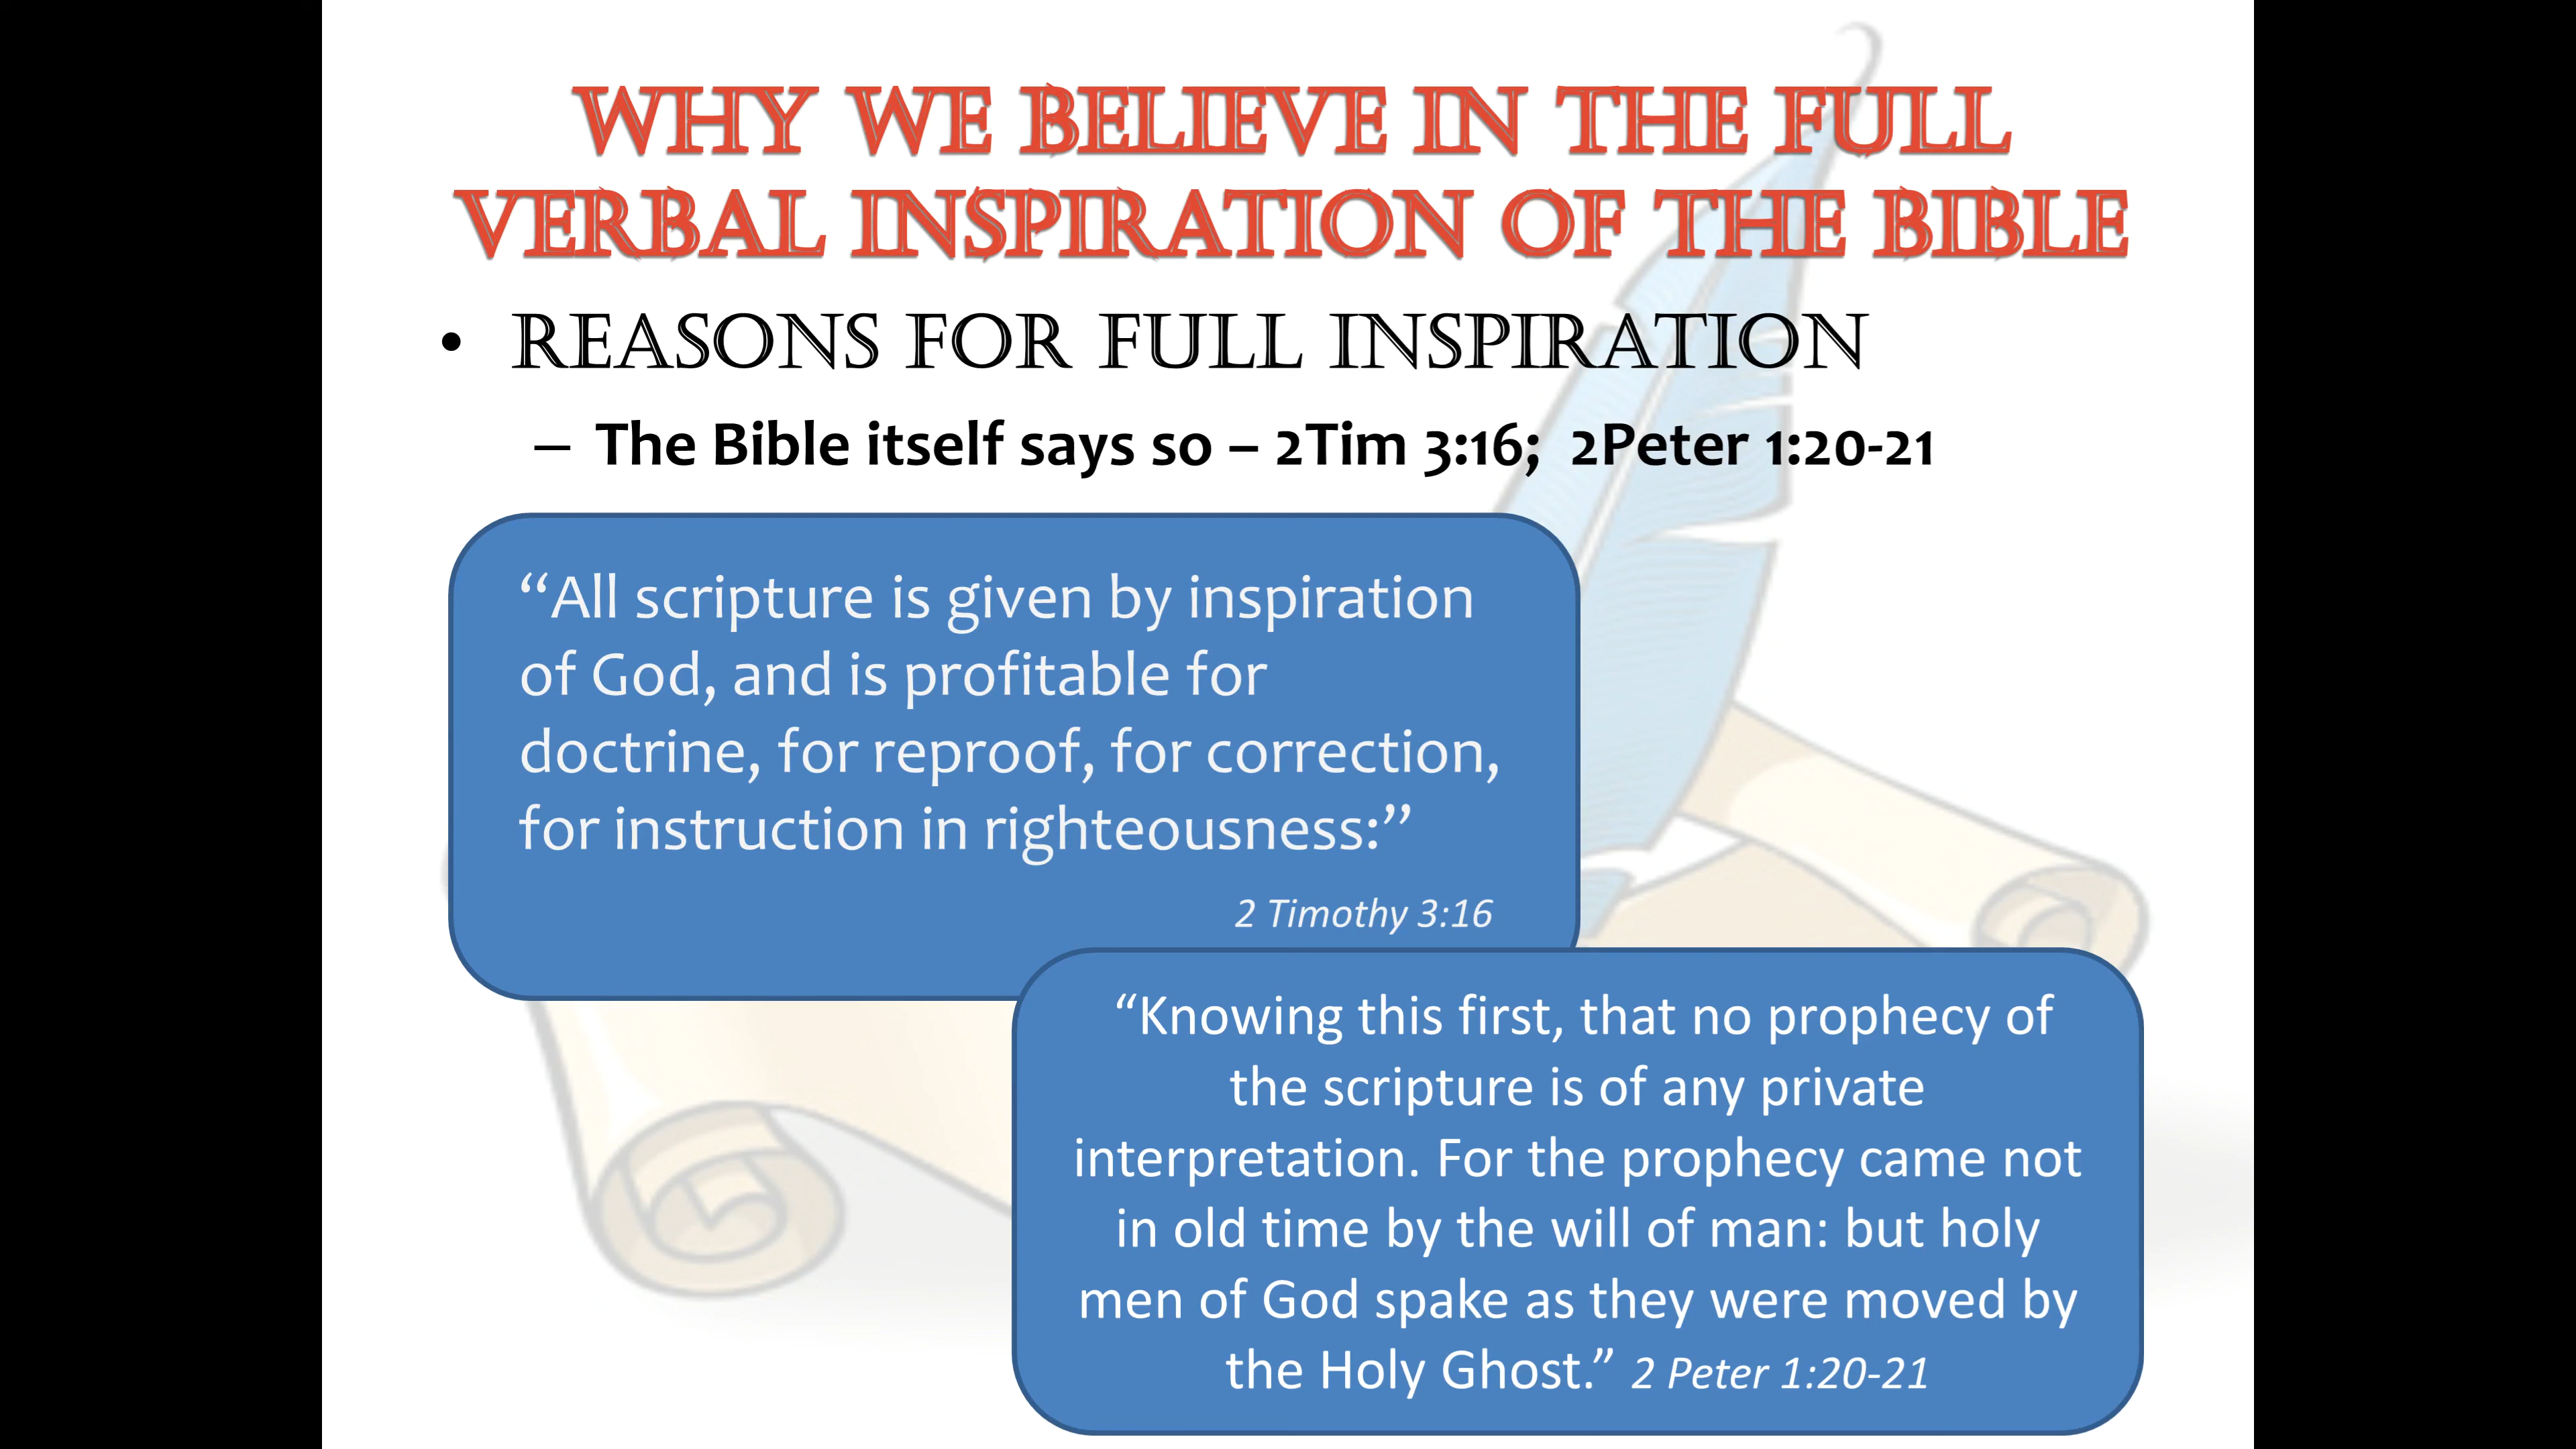 WHY WE BELIEVE IN THE FULL
VERBAL INSPIRATION OF THE BIBLE
• REASONS FOR FULL INSPIRATION
– The Bible itself says so – 2Tim 3:16;  2Peter 1:20-21
“All scripture is given by inspiration
of God, and is profitable for
doctrine, for reproof, for correction,
for instruction in righteousness:”
2 Timothy 3:16
“Knowing this first, that no prophecy of
the scripture is of any private
interpretation. For the prophecy came not
in old time by the will of man: but holy
men of God spake as they were moved by
the Holy Ghost.” 2 Peter 1:20-21